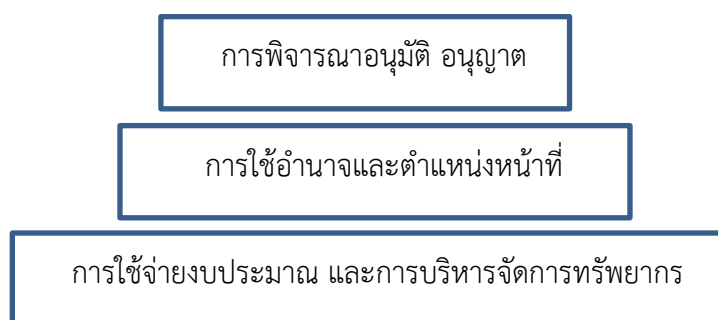 การพิจารณาอนุมัติ อนุญาต
การใช้อำนาจและตำแหน่งหน้าที่
การใช้จ่ายงบประมาณ และการบริหารจัดการทรัพยากร